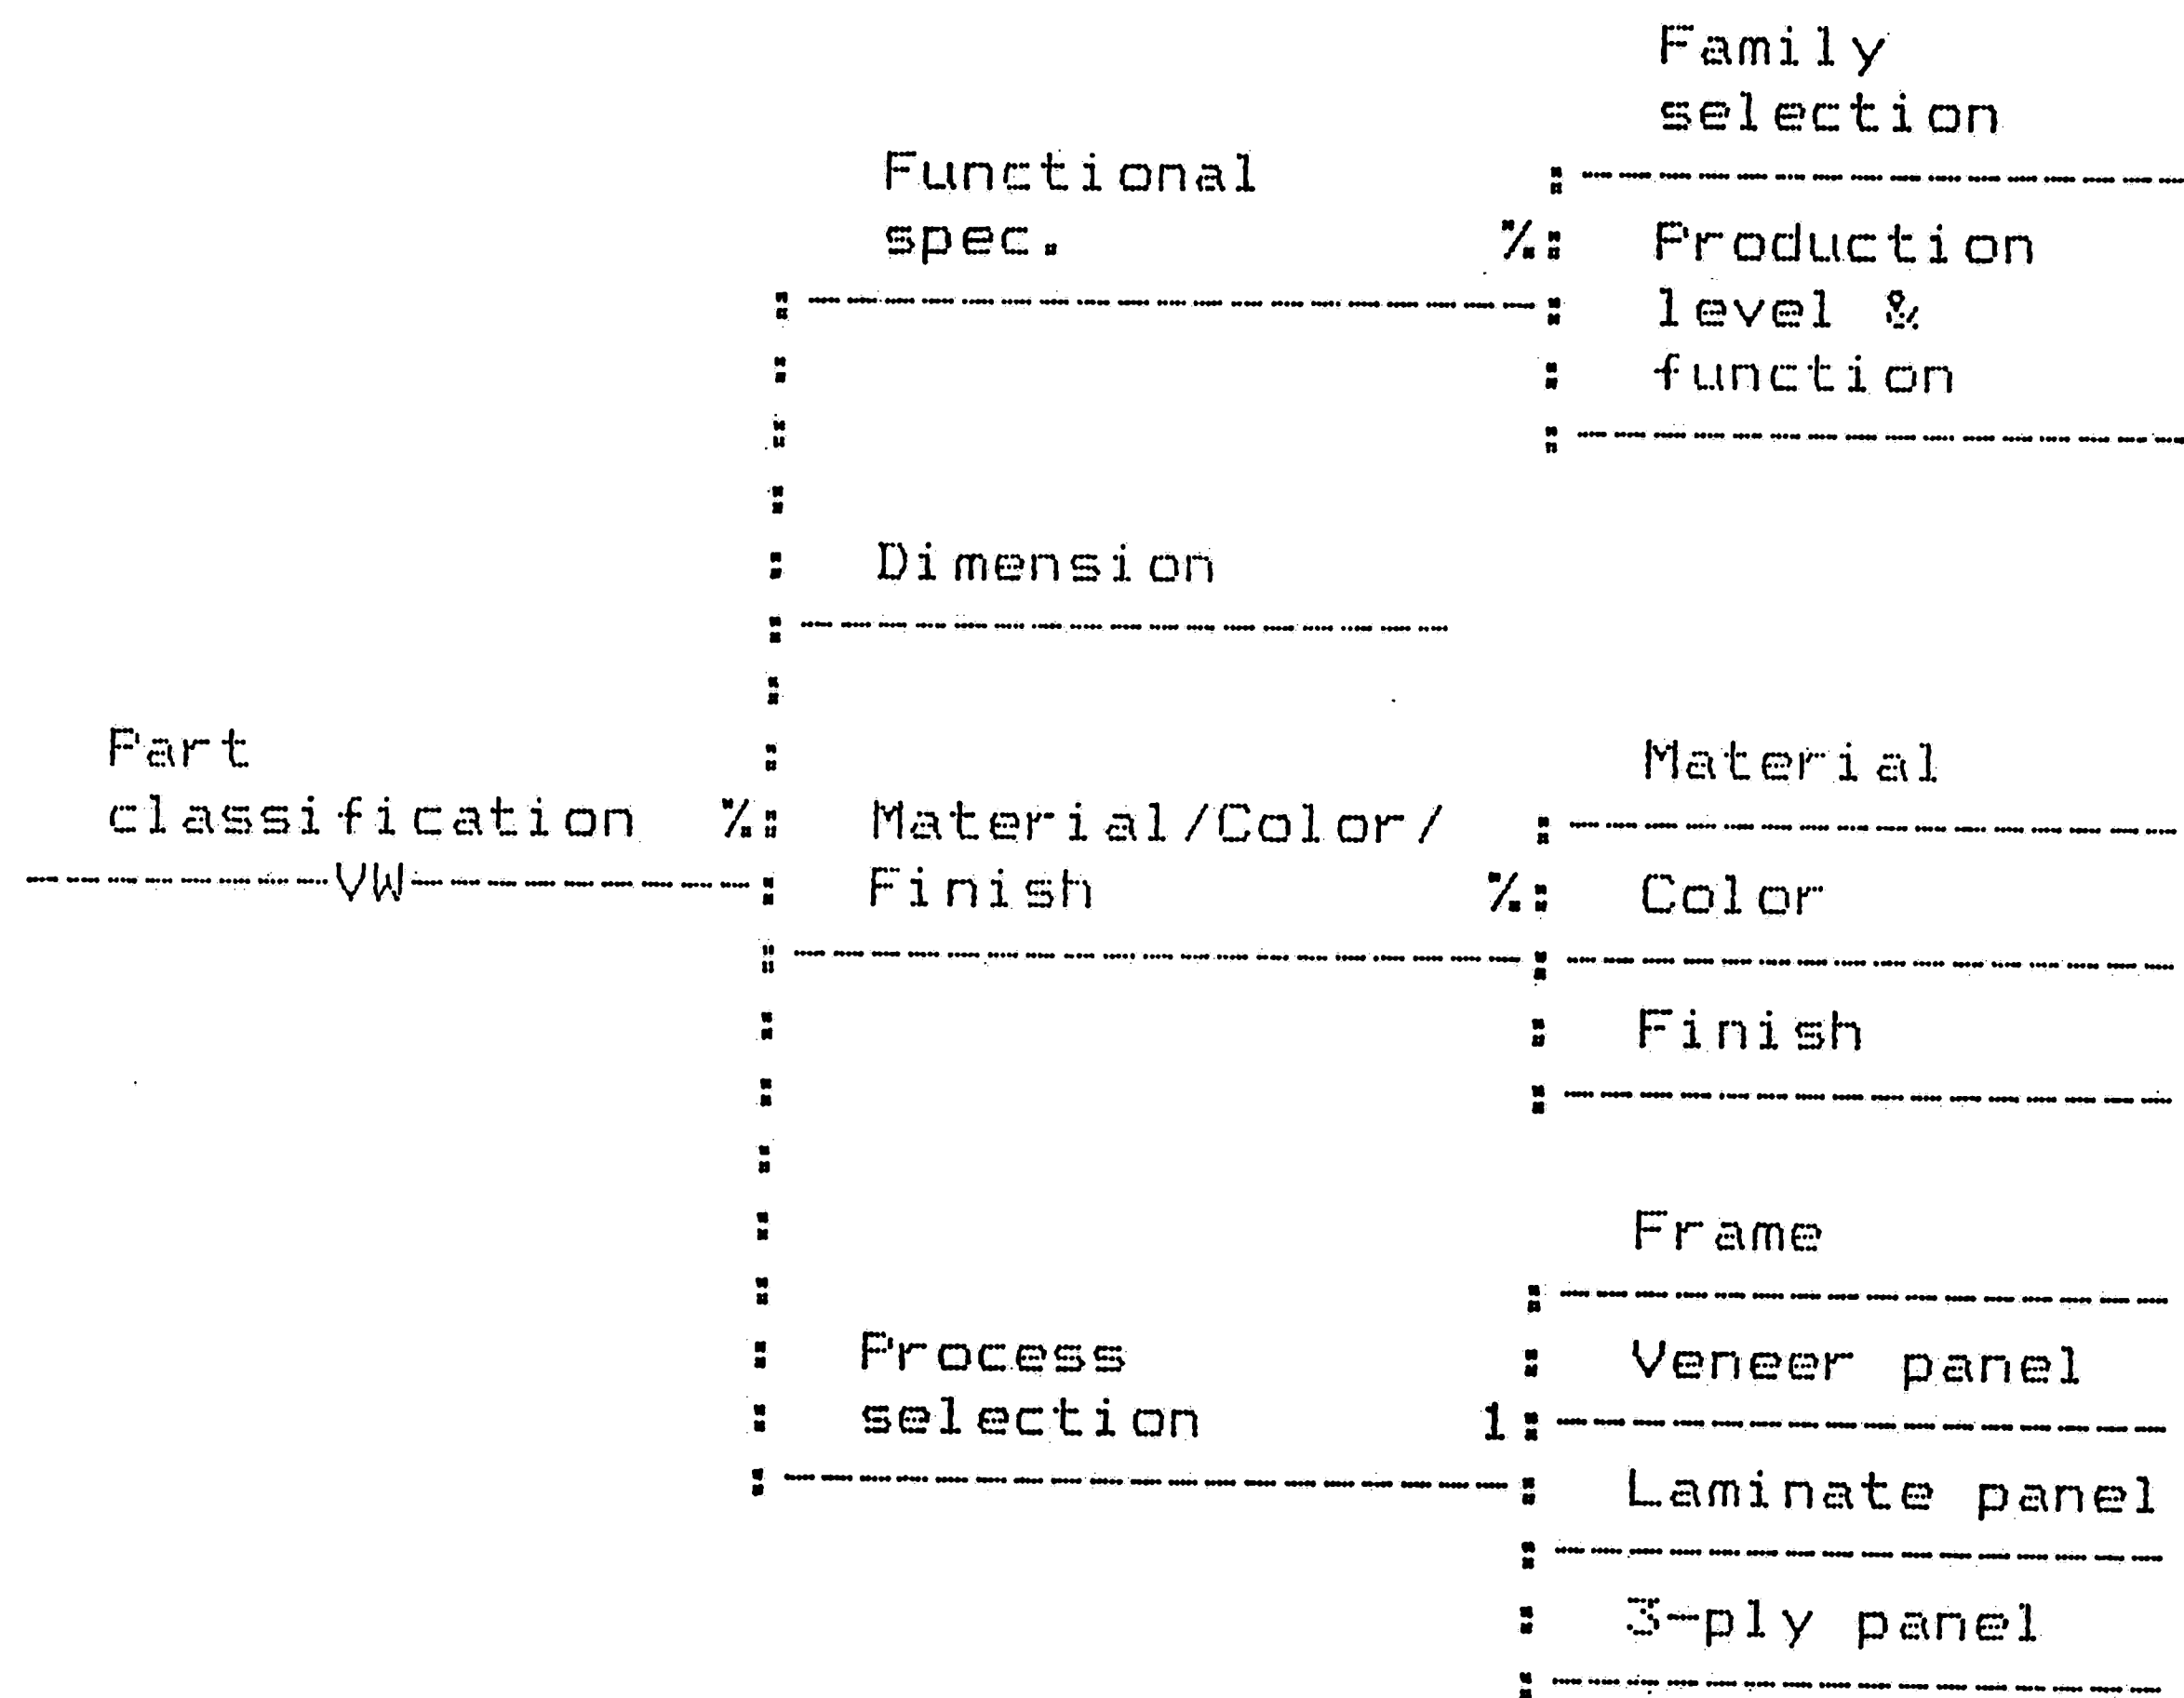 Family
selection
Functional
spec. %: Production
level &
function
Dimension
Part
classification %: Material/Color/
VW
Finish %: Color
Material
Finish
Frame
Process
selection 1:
Veneer panel
Laminate panel
3-ply panel